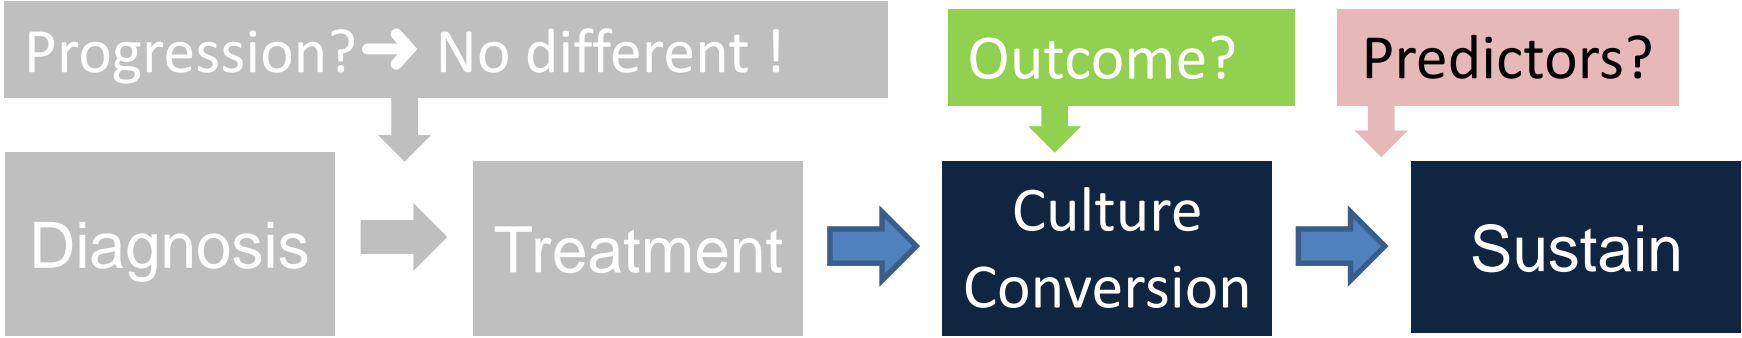 Progression?➜ No different !
Outcome?
Predictors?
Diagnosis
Treatment
Culture
Conversion
Sustain